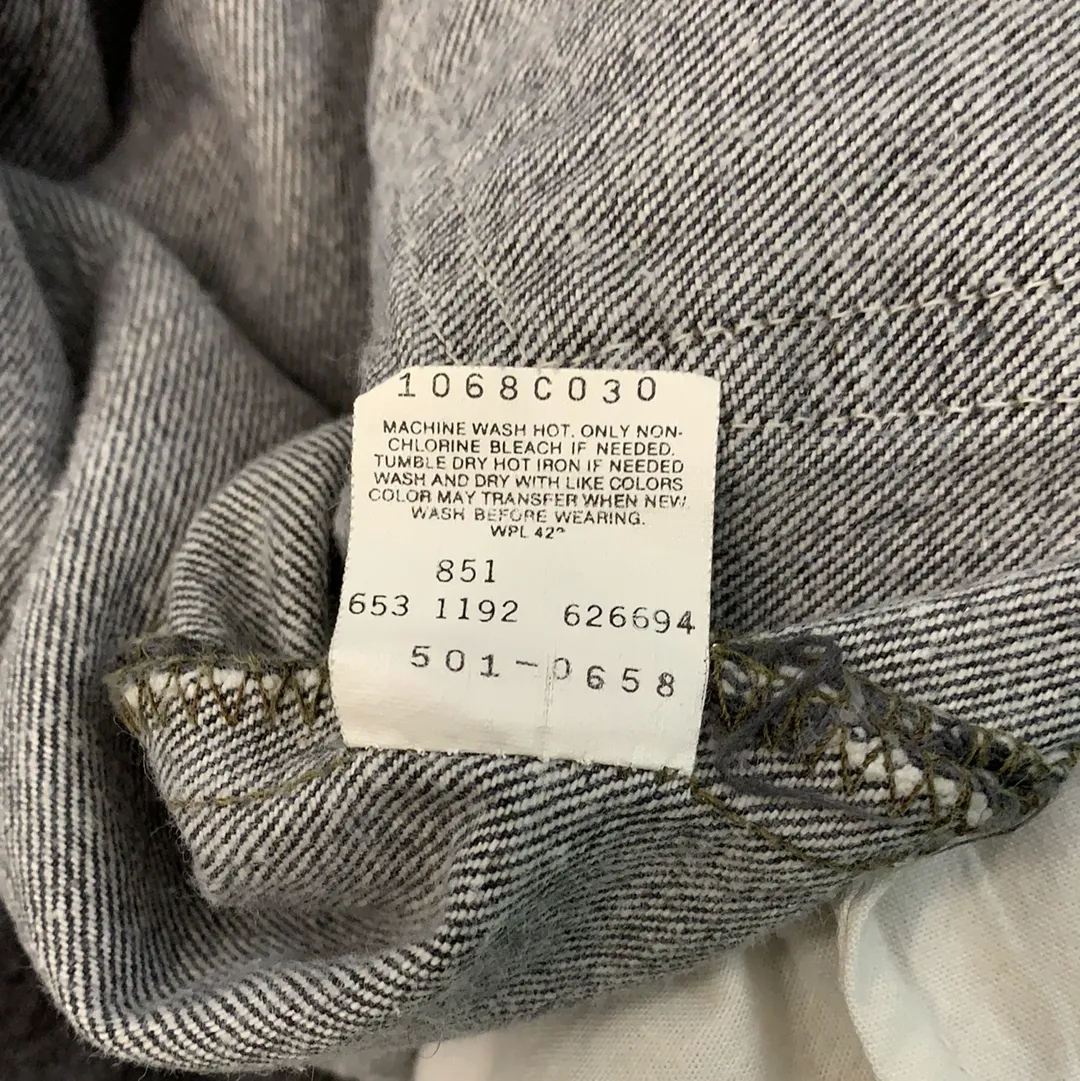 1068C030
MACHINE WASH HOT. ONLY NON-
CHLORINE BLEACH IF NEEDED.
TUMBLE DRY HOT IRON IF NEEDED
WASH AND DRY WITH LIKE COLORS
COLOR MAY TRANSFER WHEN NEW.
WASH BEFORE WEARING.
WPL
851
653 1192 626694
501-0658